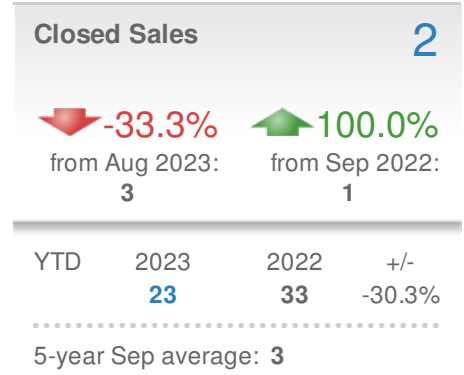 Closed Sales 2
-33.3% 100.0%
from Aug 2023: from Sep 2022:
3 1
YTD 2023 2022 +/-
23 33 -30.3%
5-year Sep average: 3